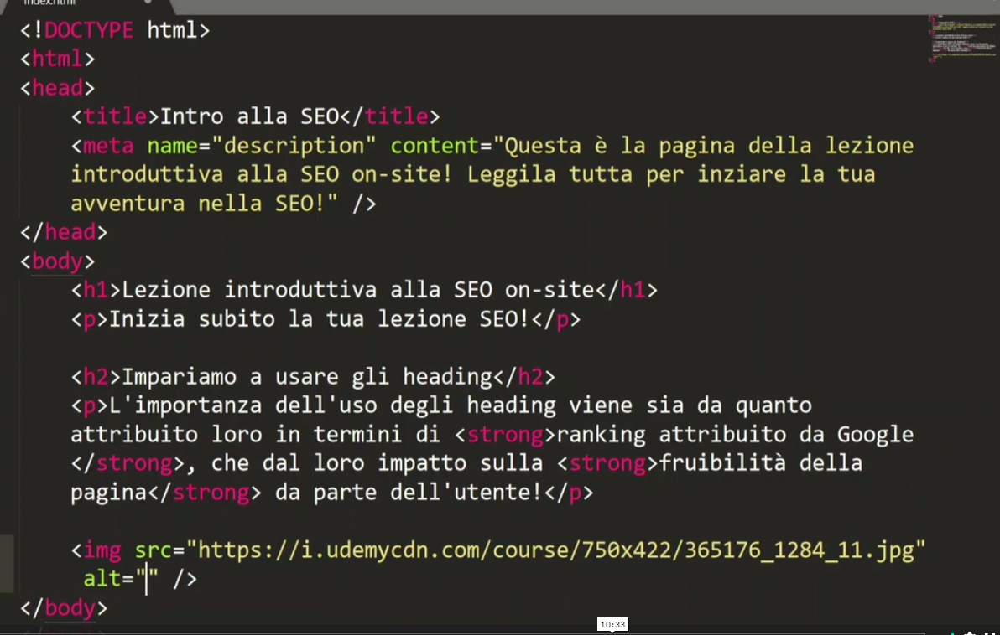 index.html
<!DOCTYPE html>
<html>
<head>
<title>Intro alla SEO</title>
<meta name="description" content="Questa è la pagina della lezione
introduttiva alla SEO on-site! Leggila tutta per inziare la tua
avventura nella SEO!" />
</head>
<body>
<h1>Lezione introduttiva alla SEO on-site</h1>
<p>Inizia subito la tua lezione SEO!</p>
<h2>Impariamo a usare gli heading</h2>
<p>L'importanza dell'uso degli heading viene sia da quanto
attribuito loro in termini di <strong>ranking attribuito da Google
</strong>, che dal loro impatto sulla <strong>fruibilità della
pagina</strong> da parte dell'utente!</p>
<img src="https://i.udemycdn.com/course/750x422/365176_1284_11.jpg"
alt="" />
</body>
10:33